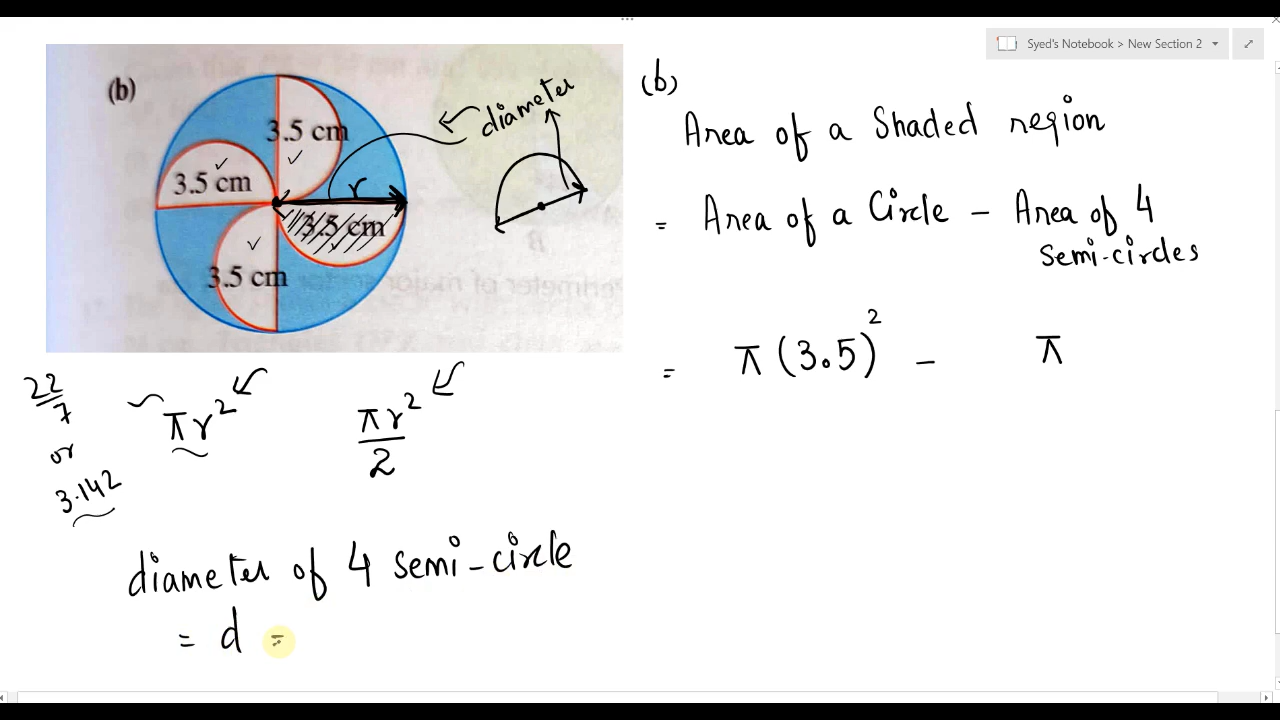 Syed's Notebook > New Section 2
(b)
3.5 cm
3.5 cm
r
3.5 cm
3.5 cm
diameter
(b)
Area of a Shaded region
= Area of a Circle - Area of 4
semi-circles
= π (3.5)² - π
22/7
or
3.142
πr²
πr²/2
diameter of 4 semi-circle
= d =